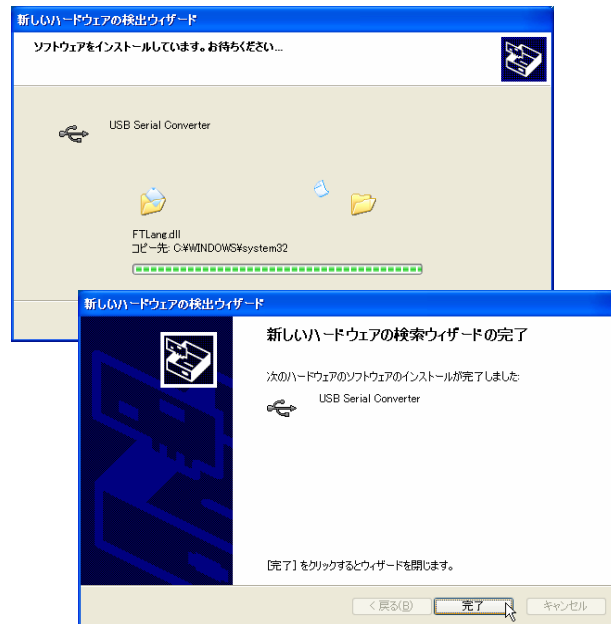 新しいハードウェアの検出ウィザード
ソフトウェアをインストールしています。お待ちください...
USB Serial Converter
FTLang.dll
コピー先: C:¥WINDOWS¥system32
新しいハードウェアの検出ウィザード
新しいハードウェアの検索ウィザードの完了
次のハードウェアのソフトウェアのインストールが完了しました:
USB Serial Converter
[完了] をクリックするとウィザードを閉じます。
< 戻る(B)
完了
キャンセル